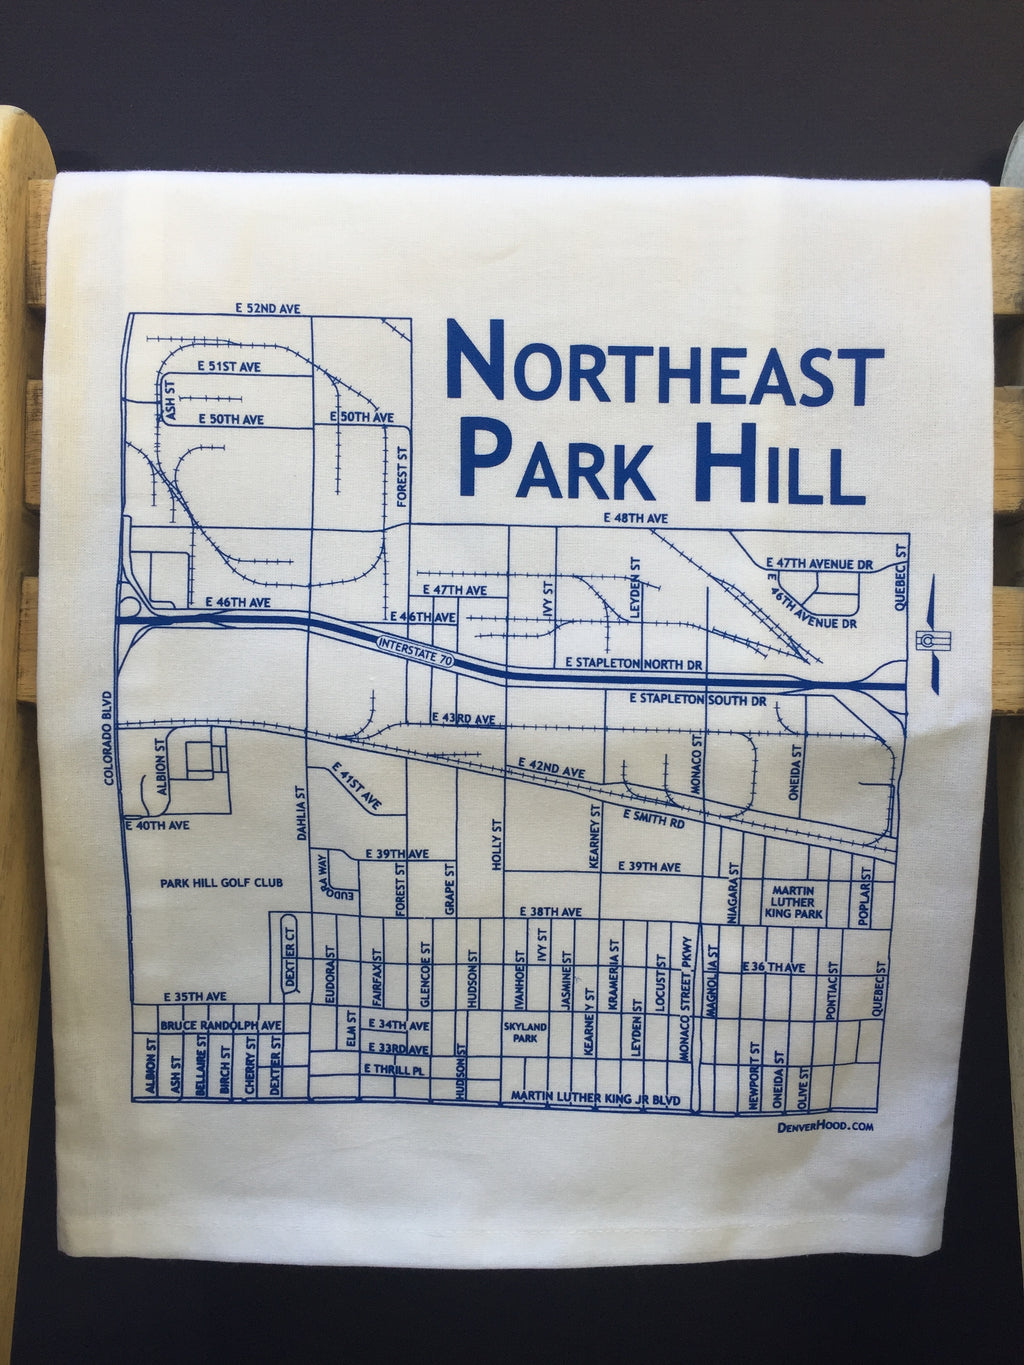 E 52ND AVE
NORTHEAST
PARK HILL
E 51ST AVE
ASH ST
E 50TH AVE
E 50TH AVE
FOREST ST
E 48TH AVE
E 47TH AVENUE DR
E 46TH AVENUE DR
QUEBEC ST
E 47TH AVE
IVY ST
LEYDEN ST
E 46TH AVE
E 46TH AVE
INTERSTATE 70
E STAPLETON NORTH DR
E STAPLETON SOUTH DR
COLORADO BLVD
E 43RD AVE
ALBION ST
E 42ND AVE
MONACO ST
ONEIDA ST
E 41ST AVE
DAHLIA ST
E 40TH AVE
E SMITH RD
HOLLY ST
KEARNEY ST
E 39TH AVE
E 39TH AVE
EUDORA WAY
FOREST ST
GRAPE ST
PARK HILL GOLF CLUB
NIAGARA ST
MARTIN
LUTHER
KING PARK
POPLAR ST
E 38TH AVE
DEXTER CT
EUDORA ST
FAIRFAX ST
GLENCOE ST
HUDSON ST
IVANHOE ST
IVY ST
JASMINE ST
KRAMERIA ST
LOCUST ST
MONACO STREET PKWY
MAGNOLIA ST
E 36TH AVE
PONTIAC ST
QUEBEC ST
E 35TH AVE
BRUCE RANDOLPH AVE
ELM ST
E 34TH AVE
E 33RD AVE
E THRILL PL
HUDSON ST
SKYLAND
PARK
KEARNEY ST
LEYDEN ST
MONACO ST
ALBION ST
ASH ST
BELLAIRE ST
BIRCH ST
CHERRY ST
DEXTER ST
NEWPORT ST
ONEIDA ST
OLIVE ST
MARTIN LUTHER KING JR BLVD
DENVERHOOD.COM